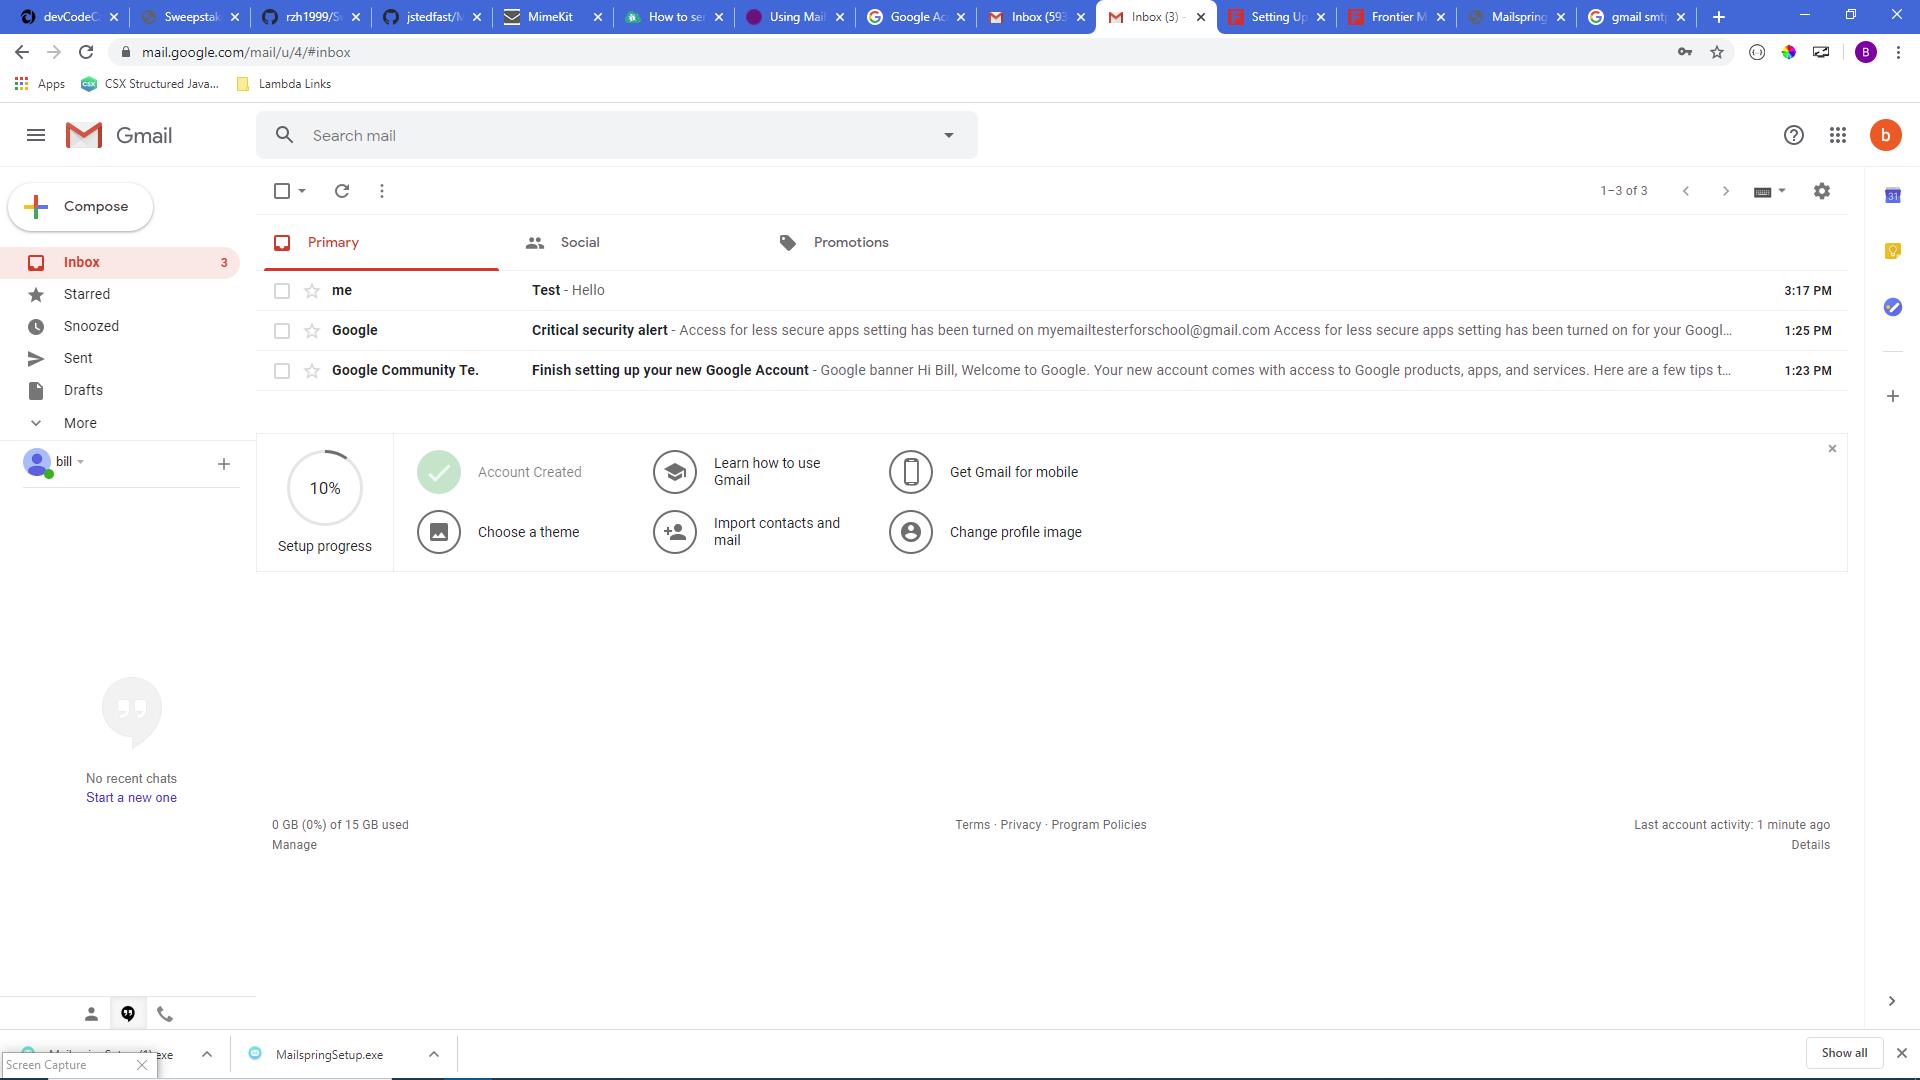 devCodeC
Sweepstak
rzh1999/Sw
jstedfast/M
MimeKit
How to sen
Using Mail
Google Acc
Inbox (593
Inbox (3) -
Setting Up
Frontier M
Mailspring
gmail smtp
mail.google.com/mail/u/4/#inbox
B
Apps
CSX Structured Java...
Lambda Links
Gmail
Search mail
b
Compose
1–3 of 3
31
Primary
Social
Promotions
Inbox 3
Starred
Snoozed
Sent
Drafts
More
bill
me Test - Hello 3:17 PM
Google Critical security alert - Access for less secure apps setting has been turned on myemailtesterforschool@gmail.com Access for less secure apps setting has been turned on for your Googl... 1:25 PM
Google Community Te. Finish setting up your new Google Account - Google banner Hi Bill, Welcome to Google. Your new account comes with access to Google products, apps, and services. Here are a few tips t... 1:23 PM
10%
Setup progress
Account Created
Learn how to use
Gmail
Get Gmail for mobile
Choose a theme
Import contacts and
mail
Change profile image
No recent chats
Start a new one
0 GB (0%) of 15 GB used
Manage
Terms · Privacy · Program Policies
Last account activity: 1 minute ago
Details
MailspringSetup.exe
Show all
Screen Capture